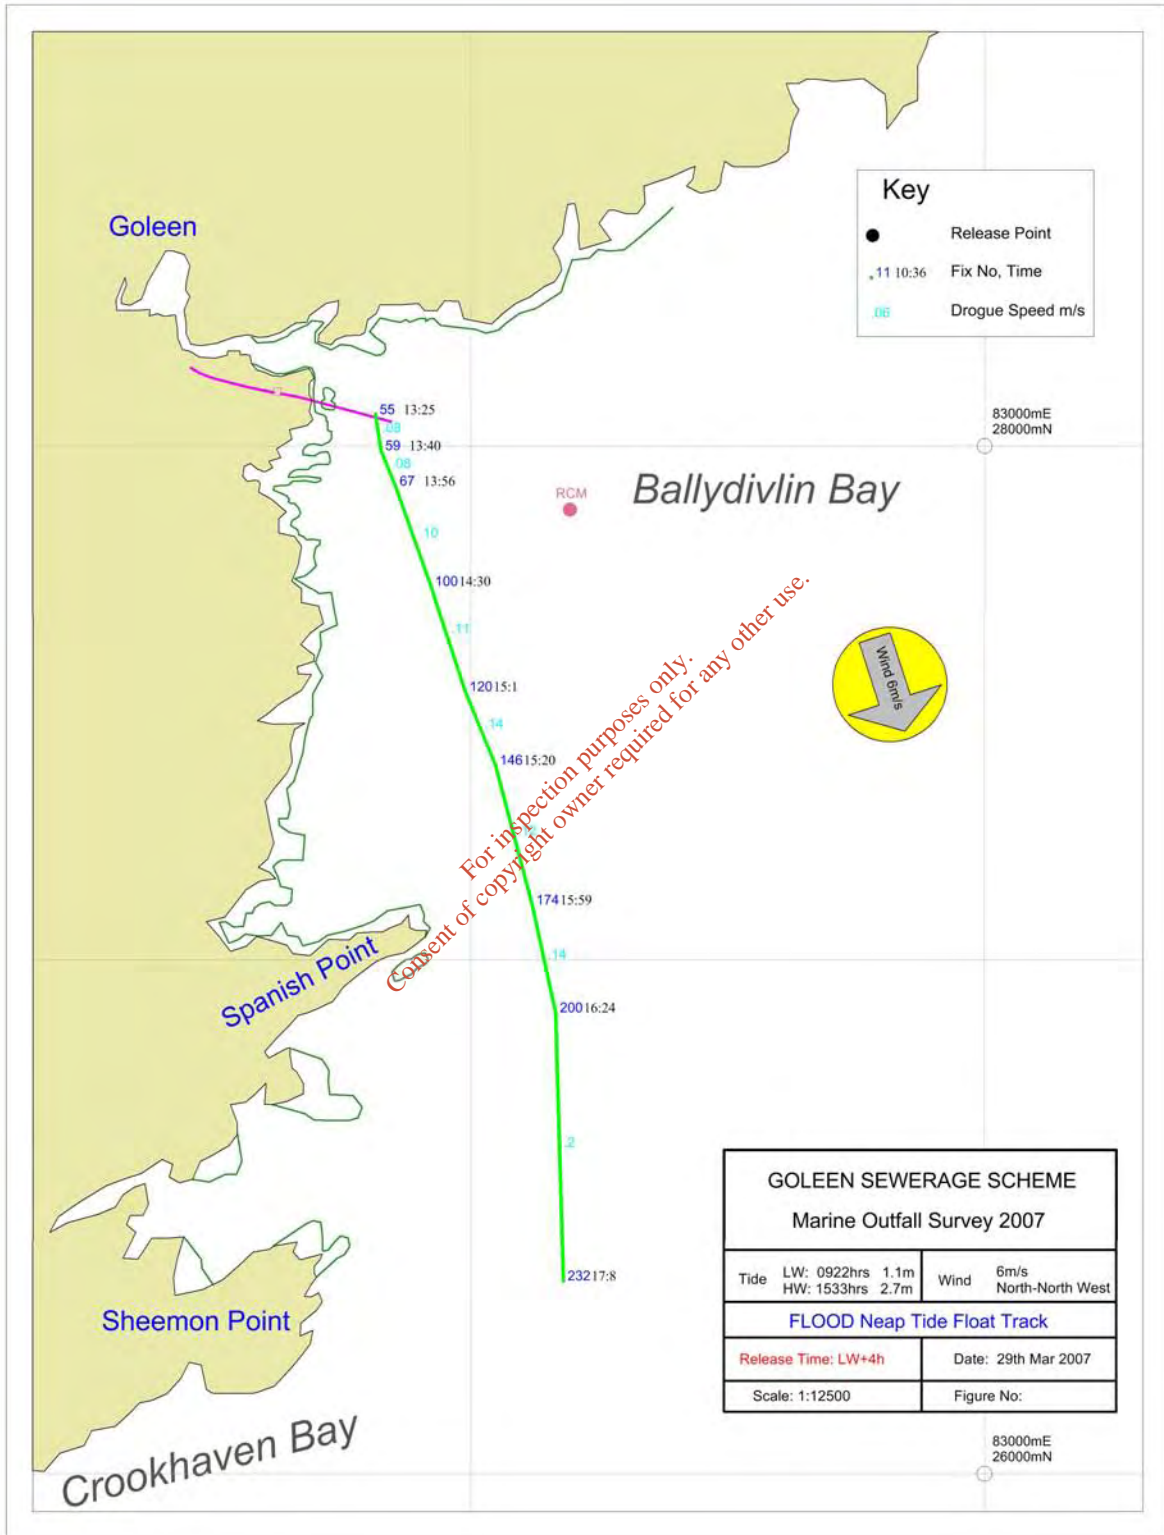 Goleen
Key
Release Point
11 10:36 Fix No, Time
.06 Drogue Speed m/s
55 13:25
.09
59 13:40
.08
67 13:56
83000mE
28000mN
RCM
Ballydivlin Bay
.10
100 14:30
.11
120 15:1
.14
146 15:20
Wind 6m/s
For inspection purposes only.
Consent of copyright owner required for any other use.
.12
174 15:59
.14
Spanish Point
200 16:24
.2
232 17:8
Sheemon Point
Crookhaven Bay
GOLEEN SEWERAGE SCHEME
Marine Outfall Survey 2007
Tide LW: 0922hrs 1.1m
HW: 1533hrs 2.7m
Wind 6m/s
North-North West
FLOOD Neap Tide Float Track
Release Time: LW+4h
Date: 29th Mar 2007
Scale: 1:12500
Figure No:
83000mE
26000mN